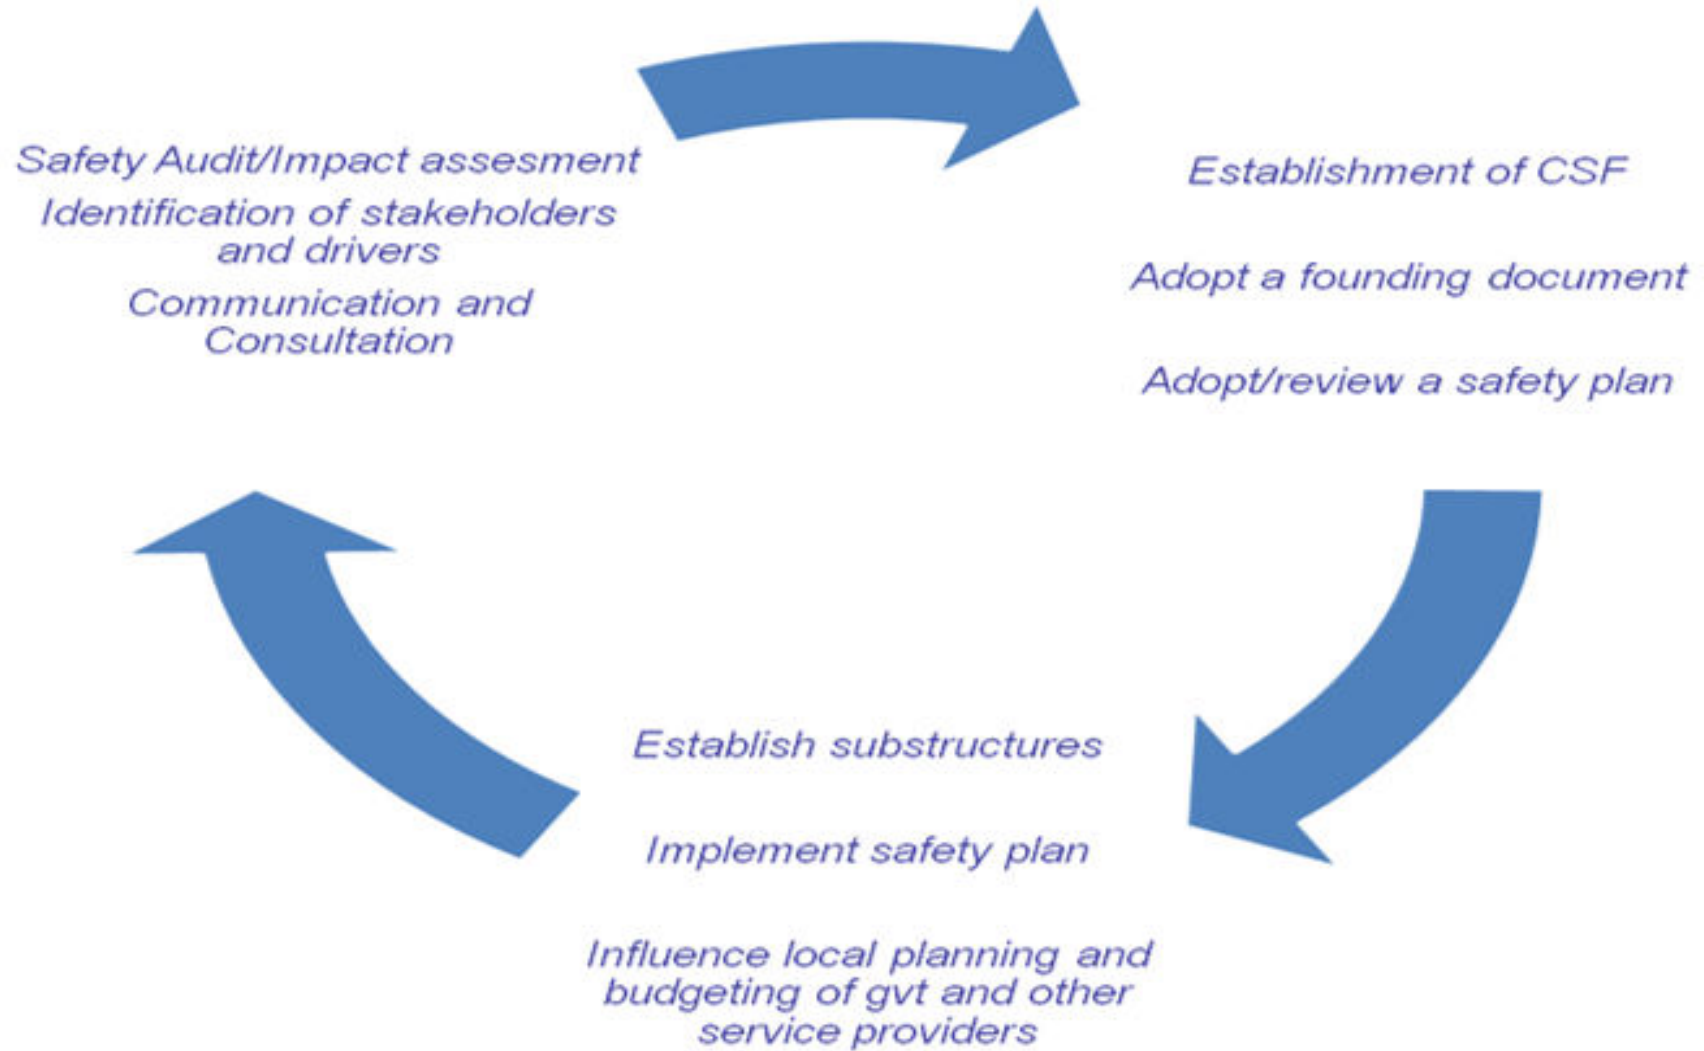 Safety Audit/Impact assesment
Identification of stakeholders
and drivers
Communication and
Consultation
Establishment of CSF
Adopt a founding document
Adopt/review a safety plan
Establish substructures
Implement safety plan
Influence local planning and
budgeting of gvt and other
service providers